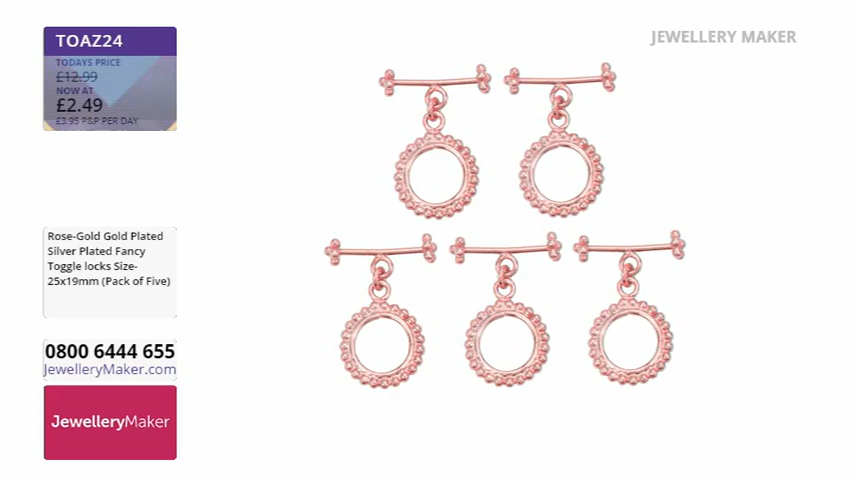 TOAZ24
TODAYS PRICE
£12.99
NOW AT
£2.49
£3.95 P&P PER DAY
JEWELLERY MAKER
Rose-Gold Gold Plated
Silver Plated Fancy
Toggle locks Size-
25x19mm (Pack of Five)
0800 6444 655
JewelleryMaker.com
JewelleryMaker